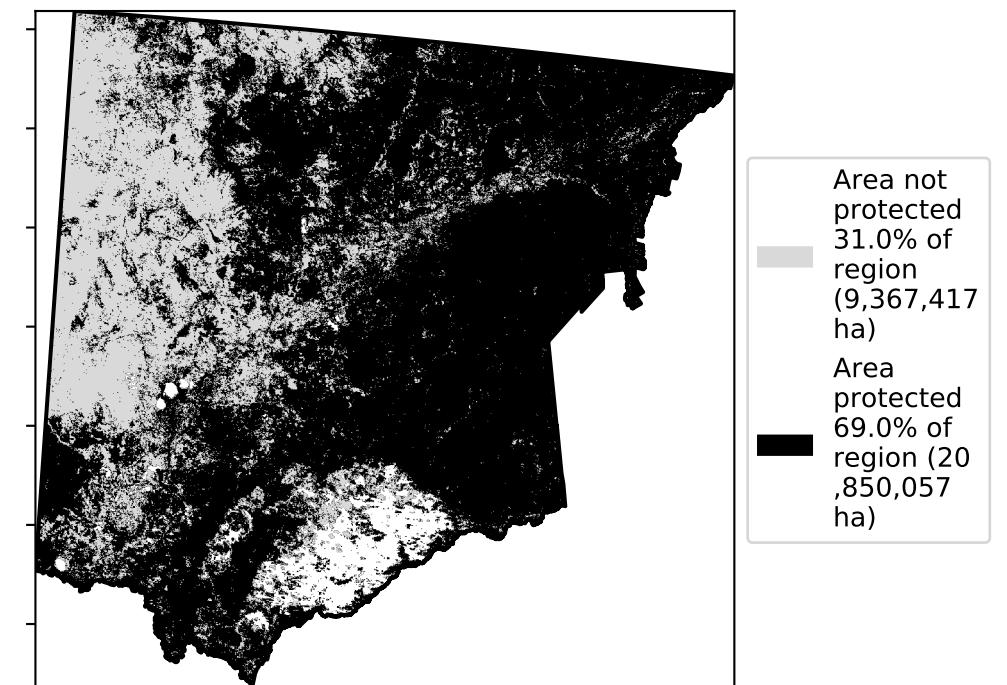 Area not
protected
31.0% of
region
(9,367,417
ha)
Area
protected
69.0% of
region (20
,850,057
ha)